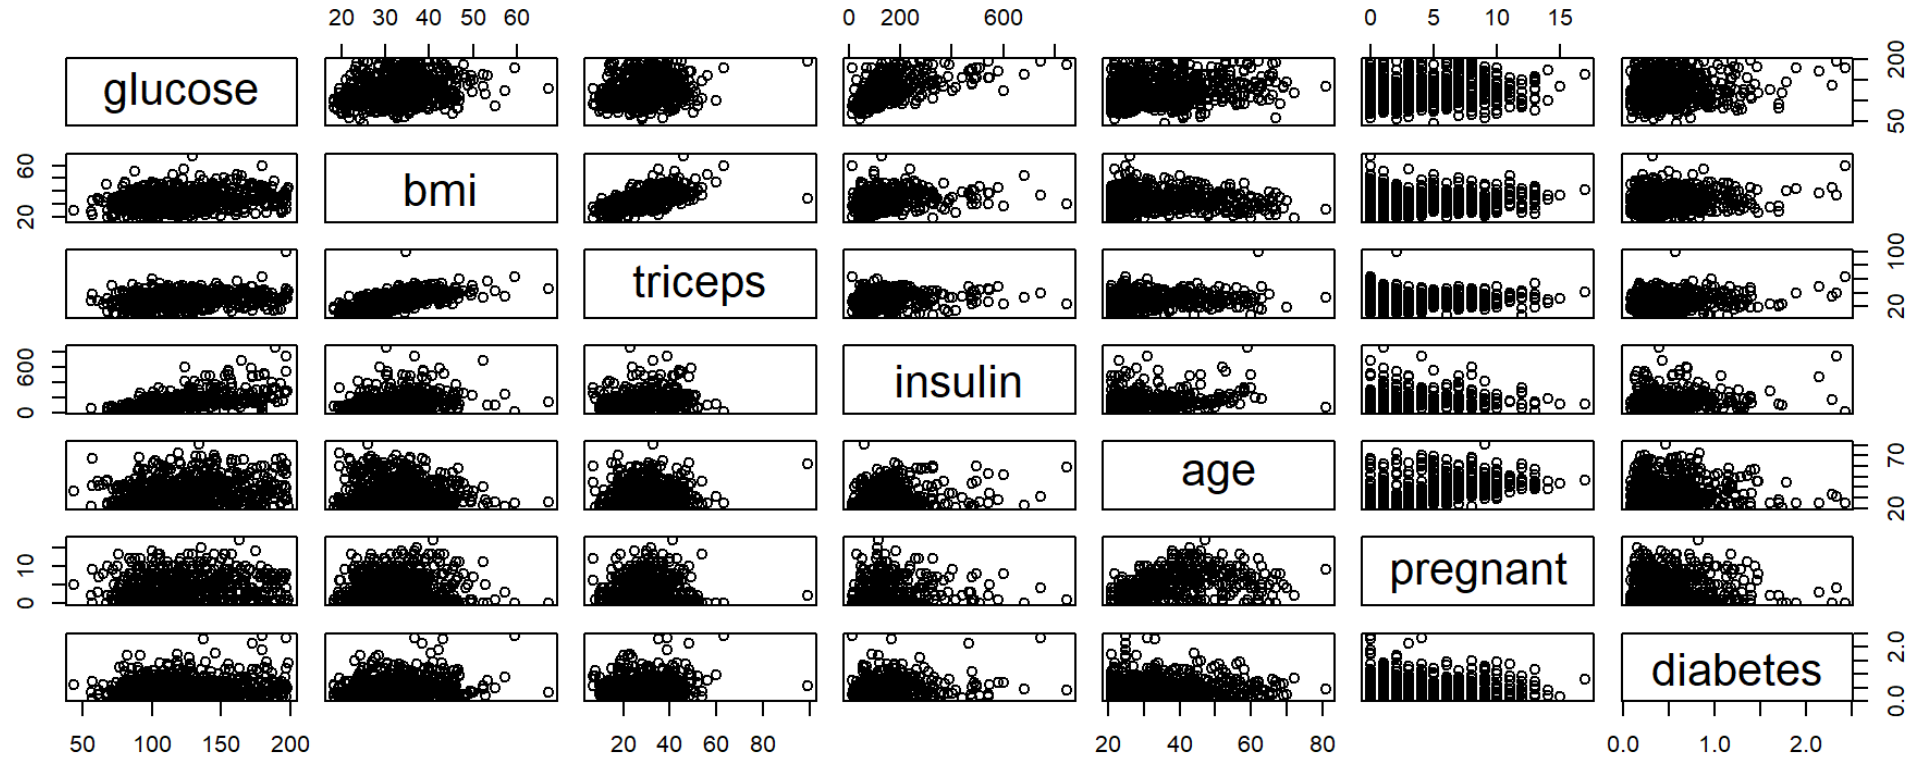 20 30 40 50 60
0 200 600
0 5 10 15
glucose
50 200
20 60
bmi
triceps
20 100
0 600
insulin
age
20 70
0 10
pregnant
diabetes
0.0 2.0
50 100 150 200
20 40 60 80
20 40 60 80
0.0 1.0 2.0